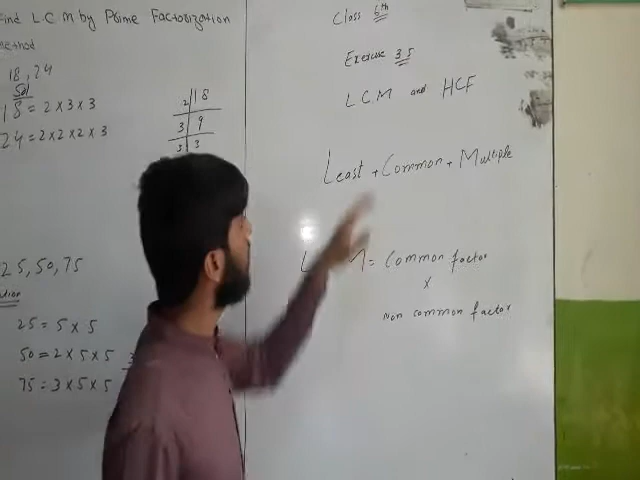 Find L.C.M by Prime Factorization
Method
18, 24
Sol
18 = 2 x 3 x 3
24 = 2 x 2 x 2 x 3
2 | 18
3 | 9
3 | 3
25, 50, 75
25 = 5 x 5
50 = 2 x 5 x 5
75 = 3 x 5 x 5
Class 6th
Exercise 3.5
LCM and HCF
Least + Common + Multiple
L M = Common factor
x
non common factor